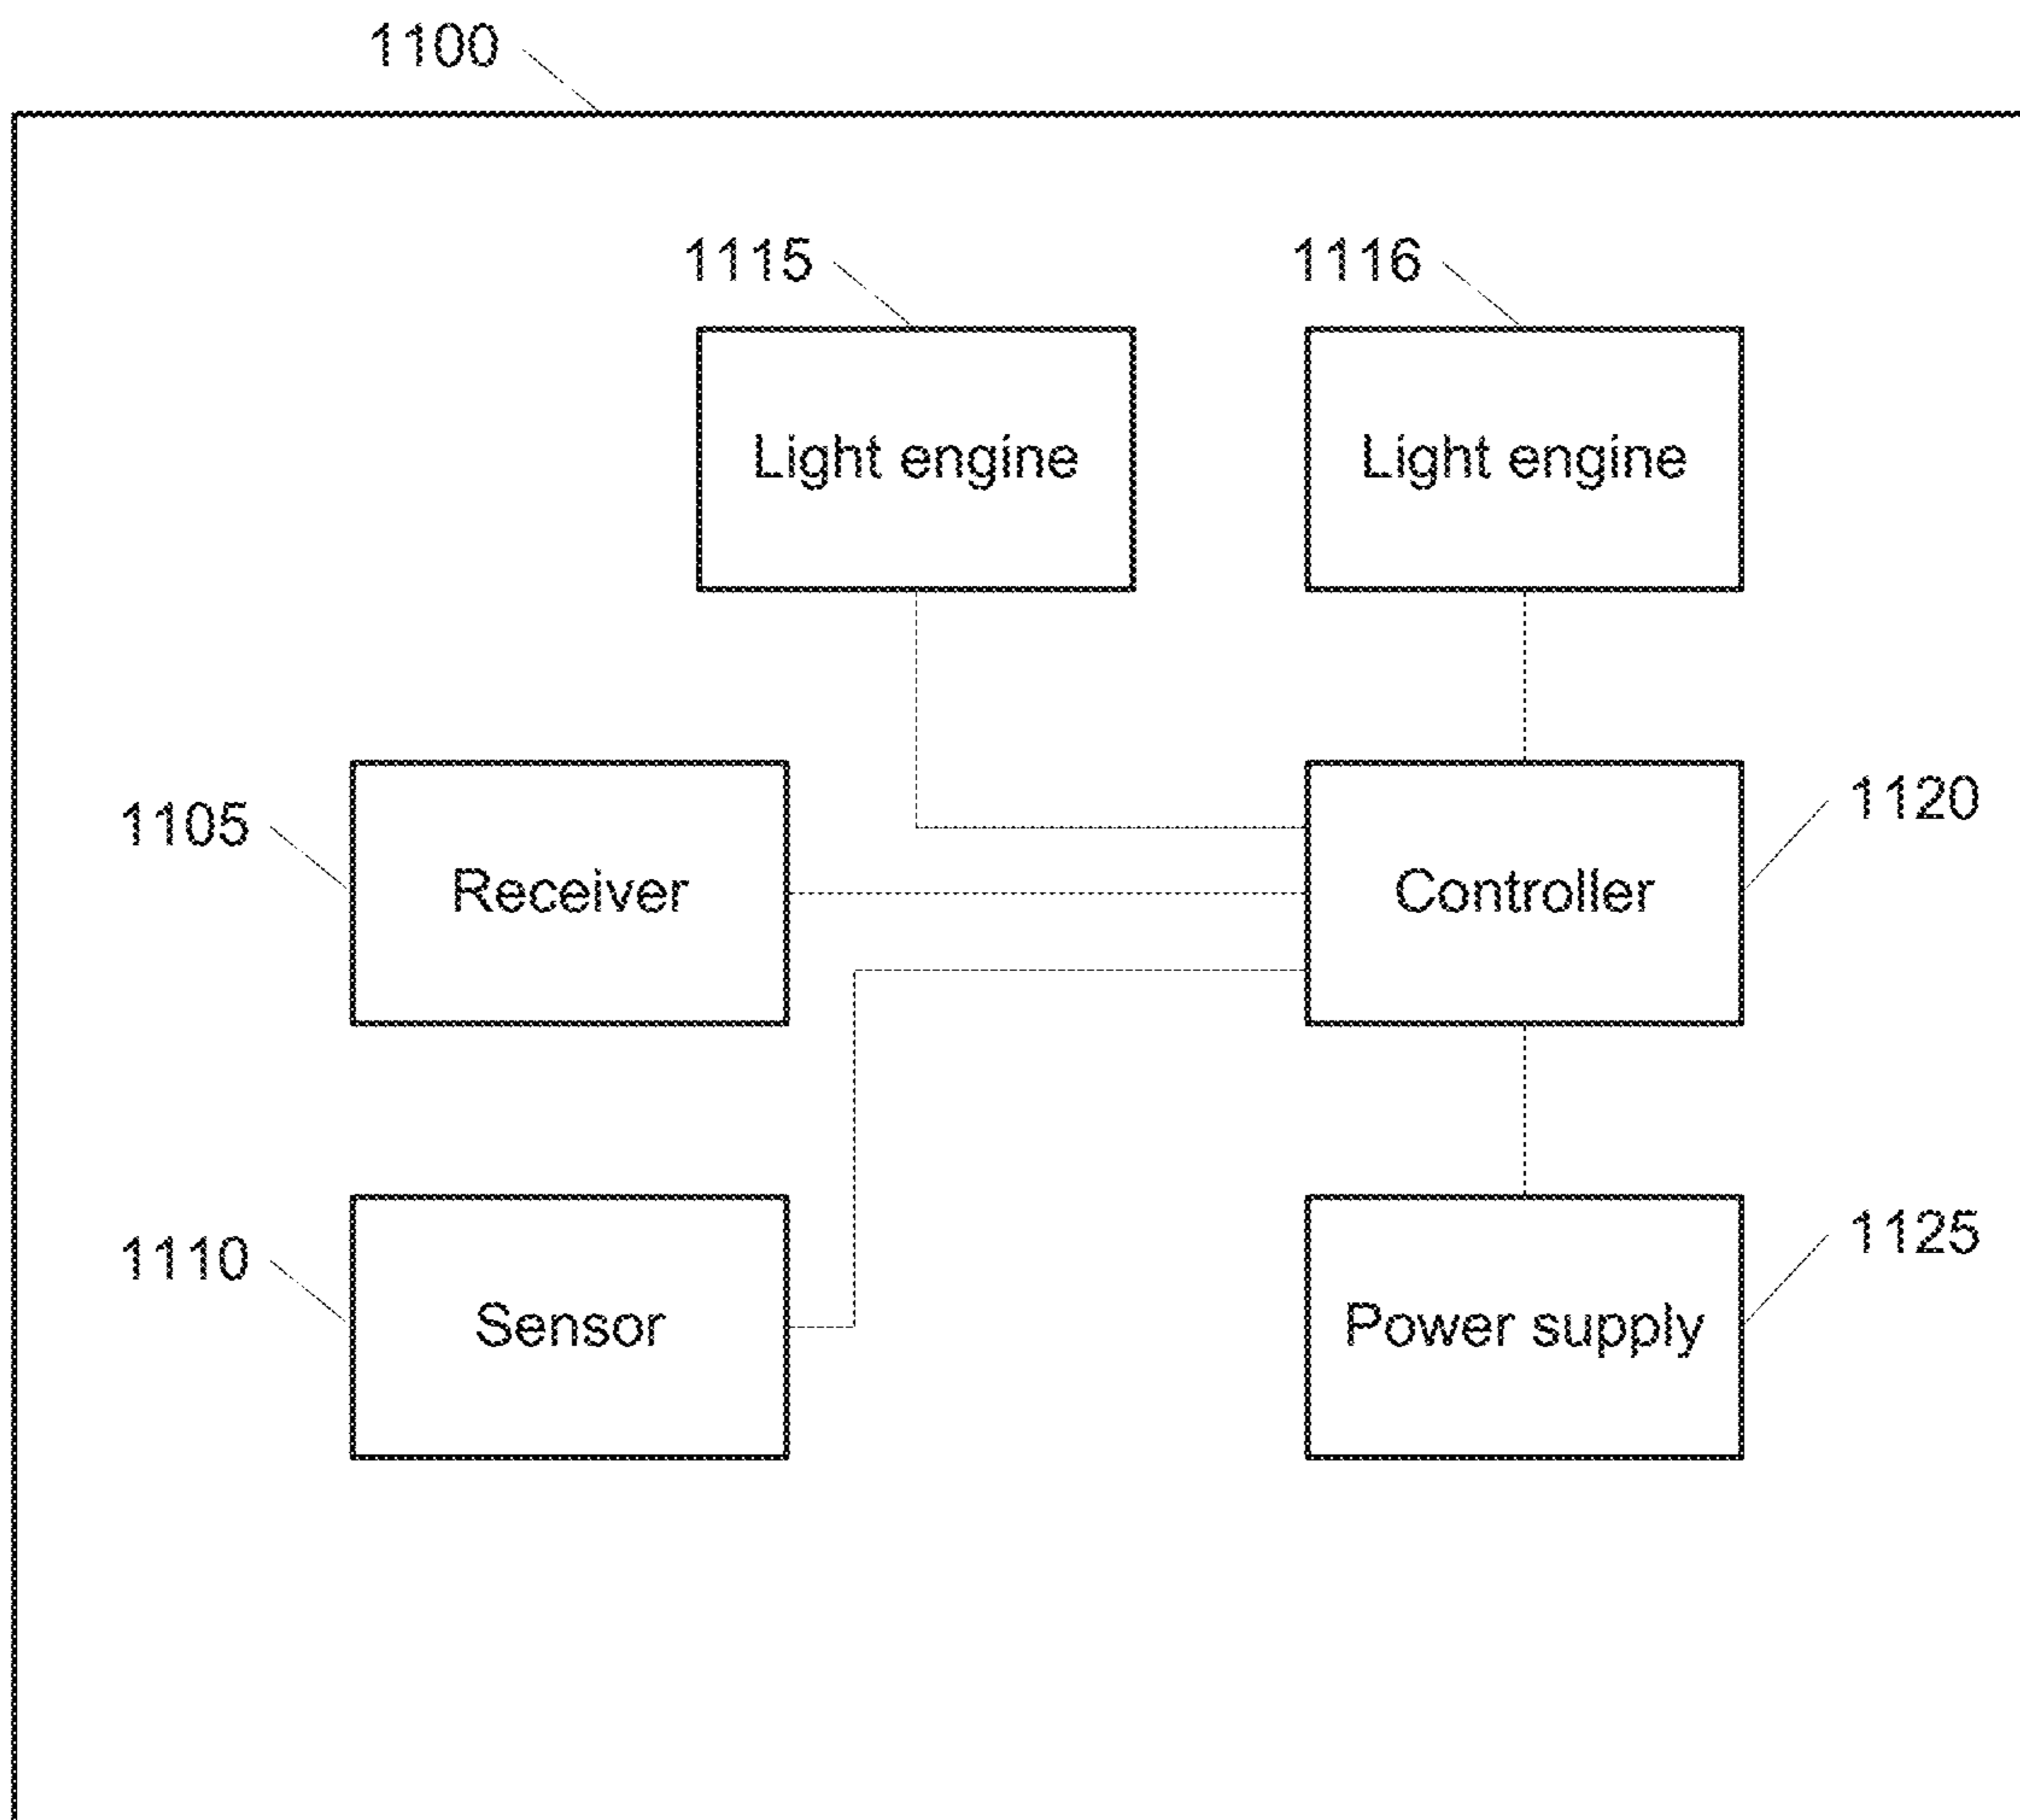 1100
1115
1116
Light engine
Light engine
1105
1120
Receiver
Controller
1110
1125
Sensor
Power supply